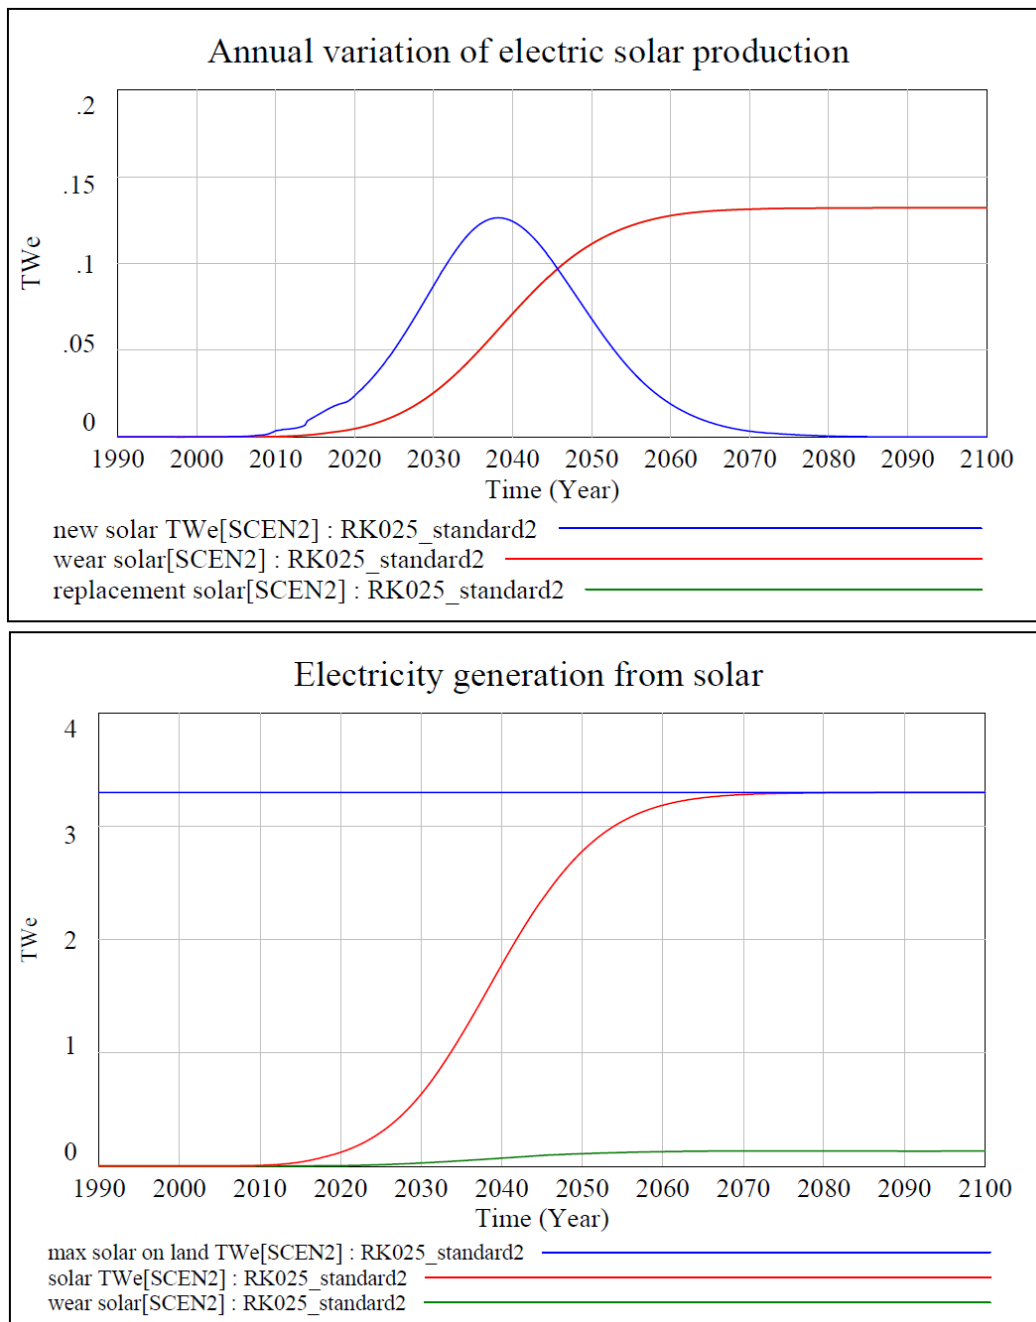 Annual variation of electric solar production
.2
.15
.1
.05
0
TWe
1990 2000 2010 2020 2030 2040 2050 2060 2070 2080 2090 2100
Time (Year)
new solar TWe[SCEN2] : RK025_standard2
wear solar[SCEN2] : RK025_standard2
replacement solar[SCEN2] : RK025_standard2
Electricity generation from solar
4
3
2
1
0
TWe
1990 2000 2010 2020 2030 2040 2050 2060 2070 2080 2090 2100
Time (Year)
max solar on land TWe[SCEN2] : RK025_standard2
solar TWe[SCEN2] : RK025_standard2
wear solar[SCEN2] : RK025_standard2